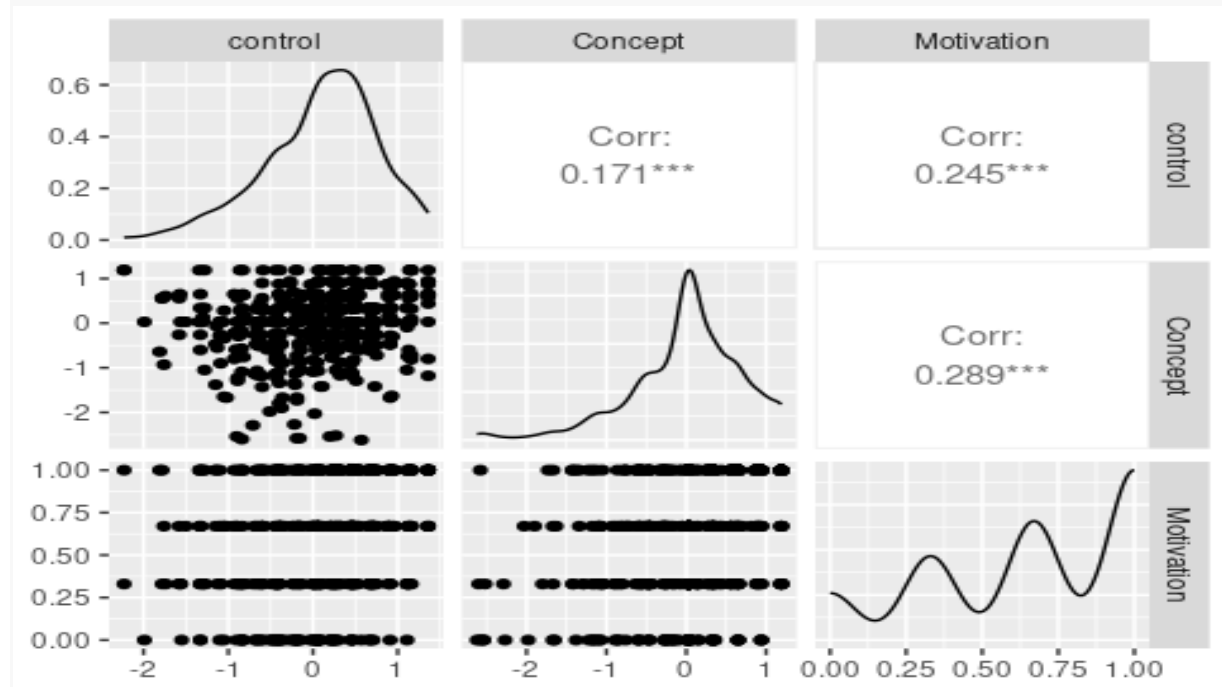 control Concept Motivation
0.6
0.4
0.2
0.0
Corr:
0.171***
Corr:
0.245***
control
1
0
-1
-2
Corr:
0.289***
Concept
1.00
0.75
0.50
0.25
0.00
Motivation
-2 -1 0 1 -2 -1 0 1 0.00 0.25 0.50 0.75 1.00